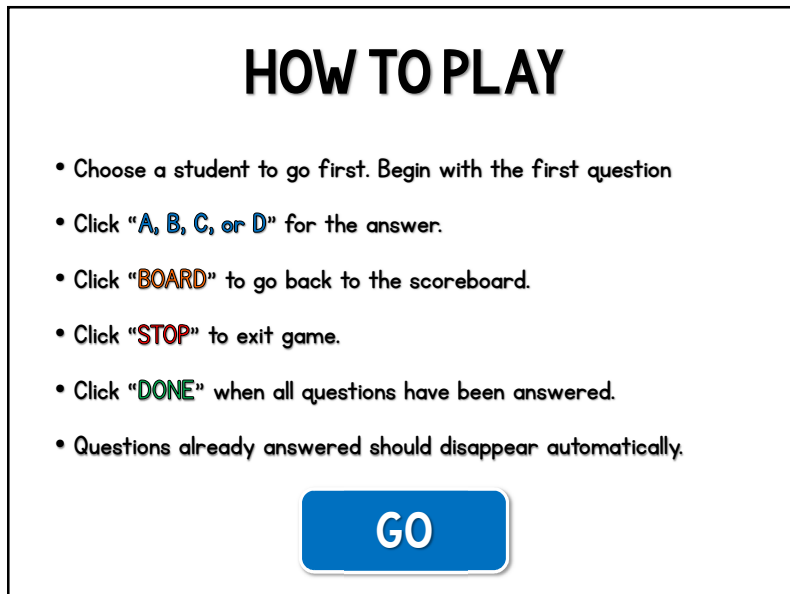 HOW TO PLAY
• Choose a student to go first. Begin with the first question
• Click “A, B, C, or D” for the answer.
• Click “BOARD” to go back to the scoreboard.
• Click “STOP” to exit game.
• Click “DONE” when all questions have been answered.
• Questions already answered should disappear automatically.
GO